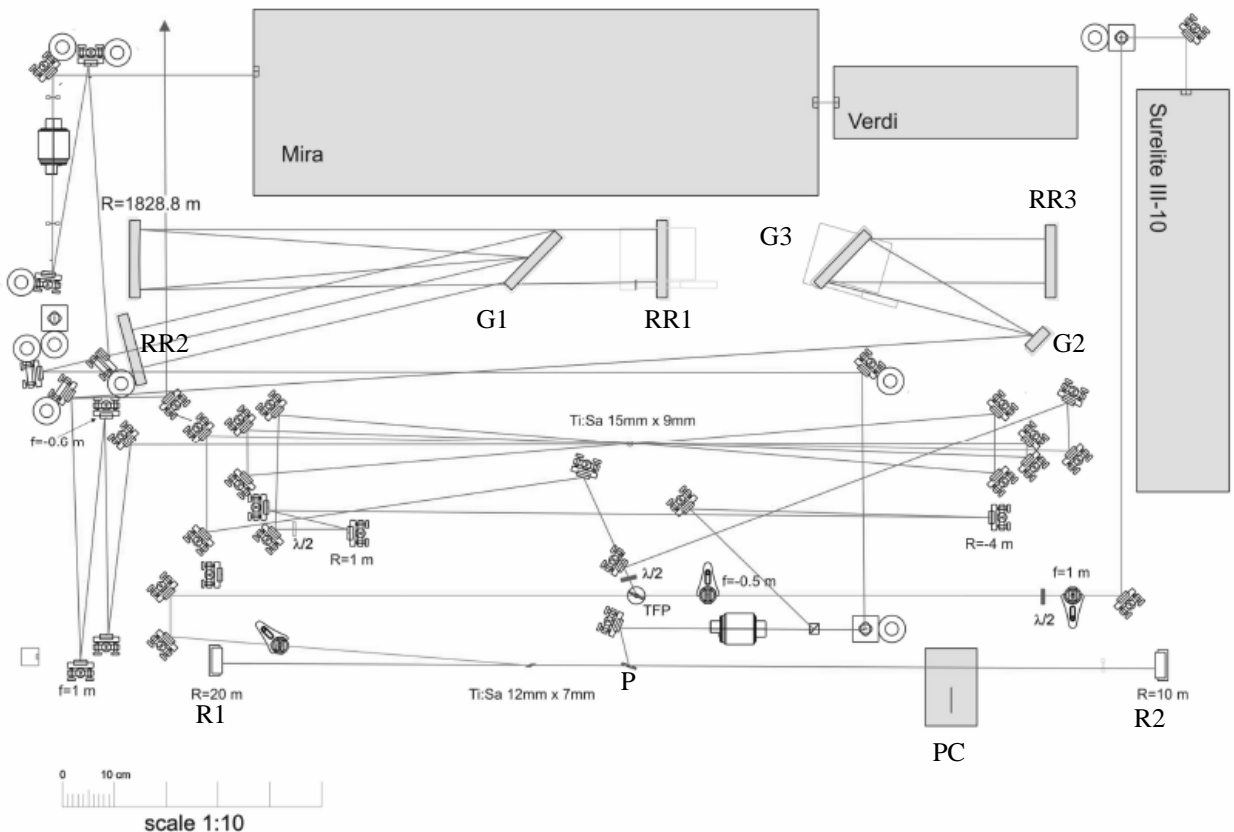 Mira
Verdi
Surelite III-10
R=1828.8 m
RR3
G3
G1
RR1
RR2
G2
Ti:Sa 15mm x 9mm
f=-0.6 m
λ/2
R=1 m
R=-4 m
λ/2
f=-0.5 m
f=1 m
TFP
λ/2
f=1 m
R=20 m
Ti:Sa 12mm x 7mm
P
R=10 m
R1
R2
PC
0 10 cm
scale 1:10